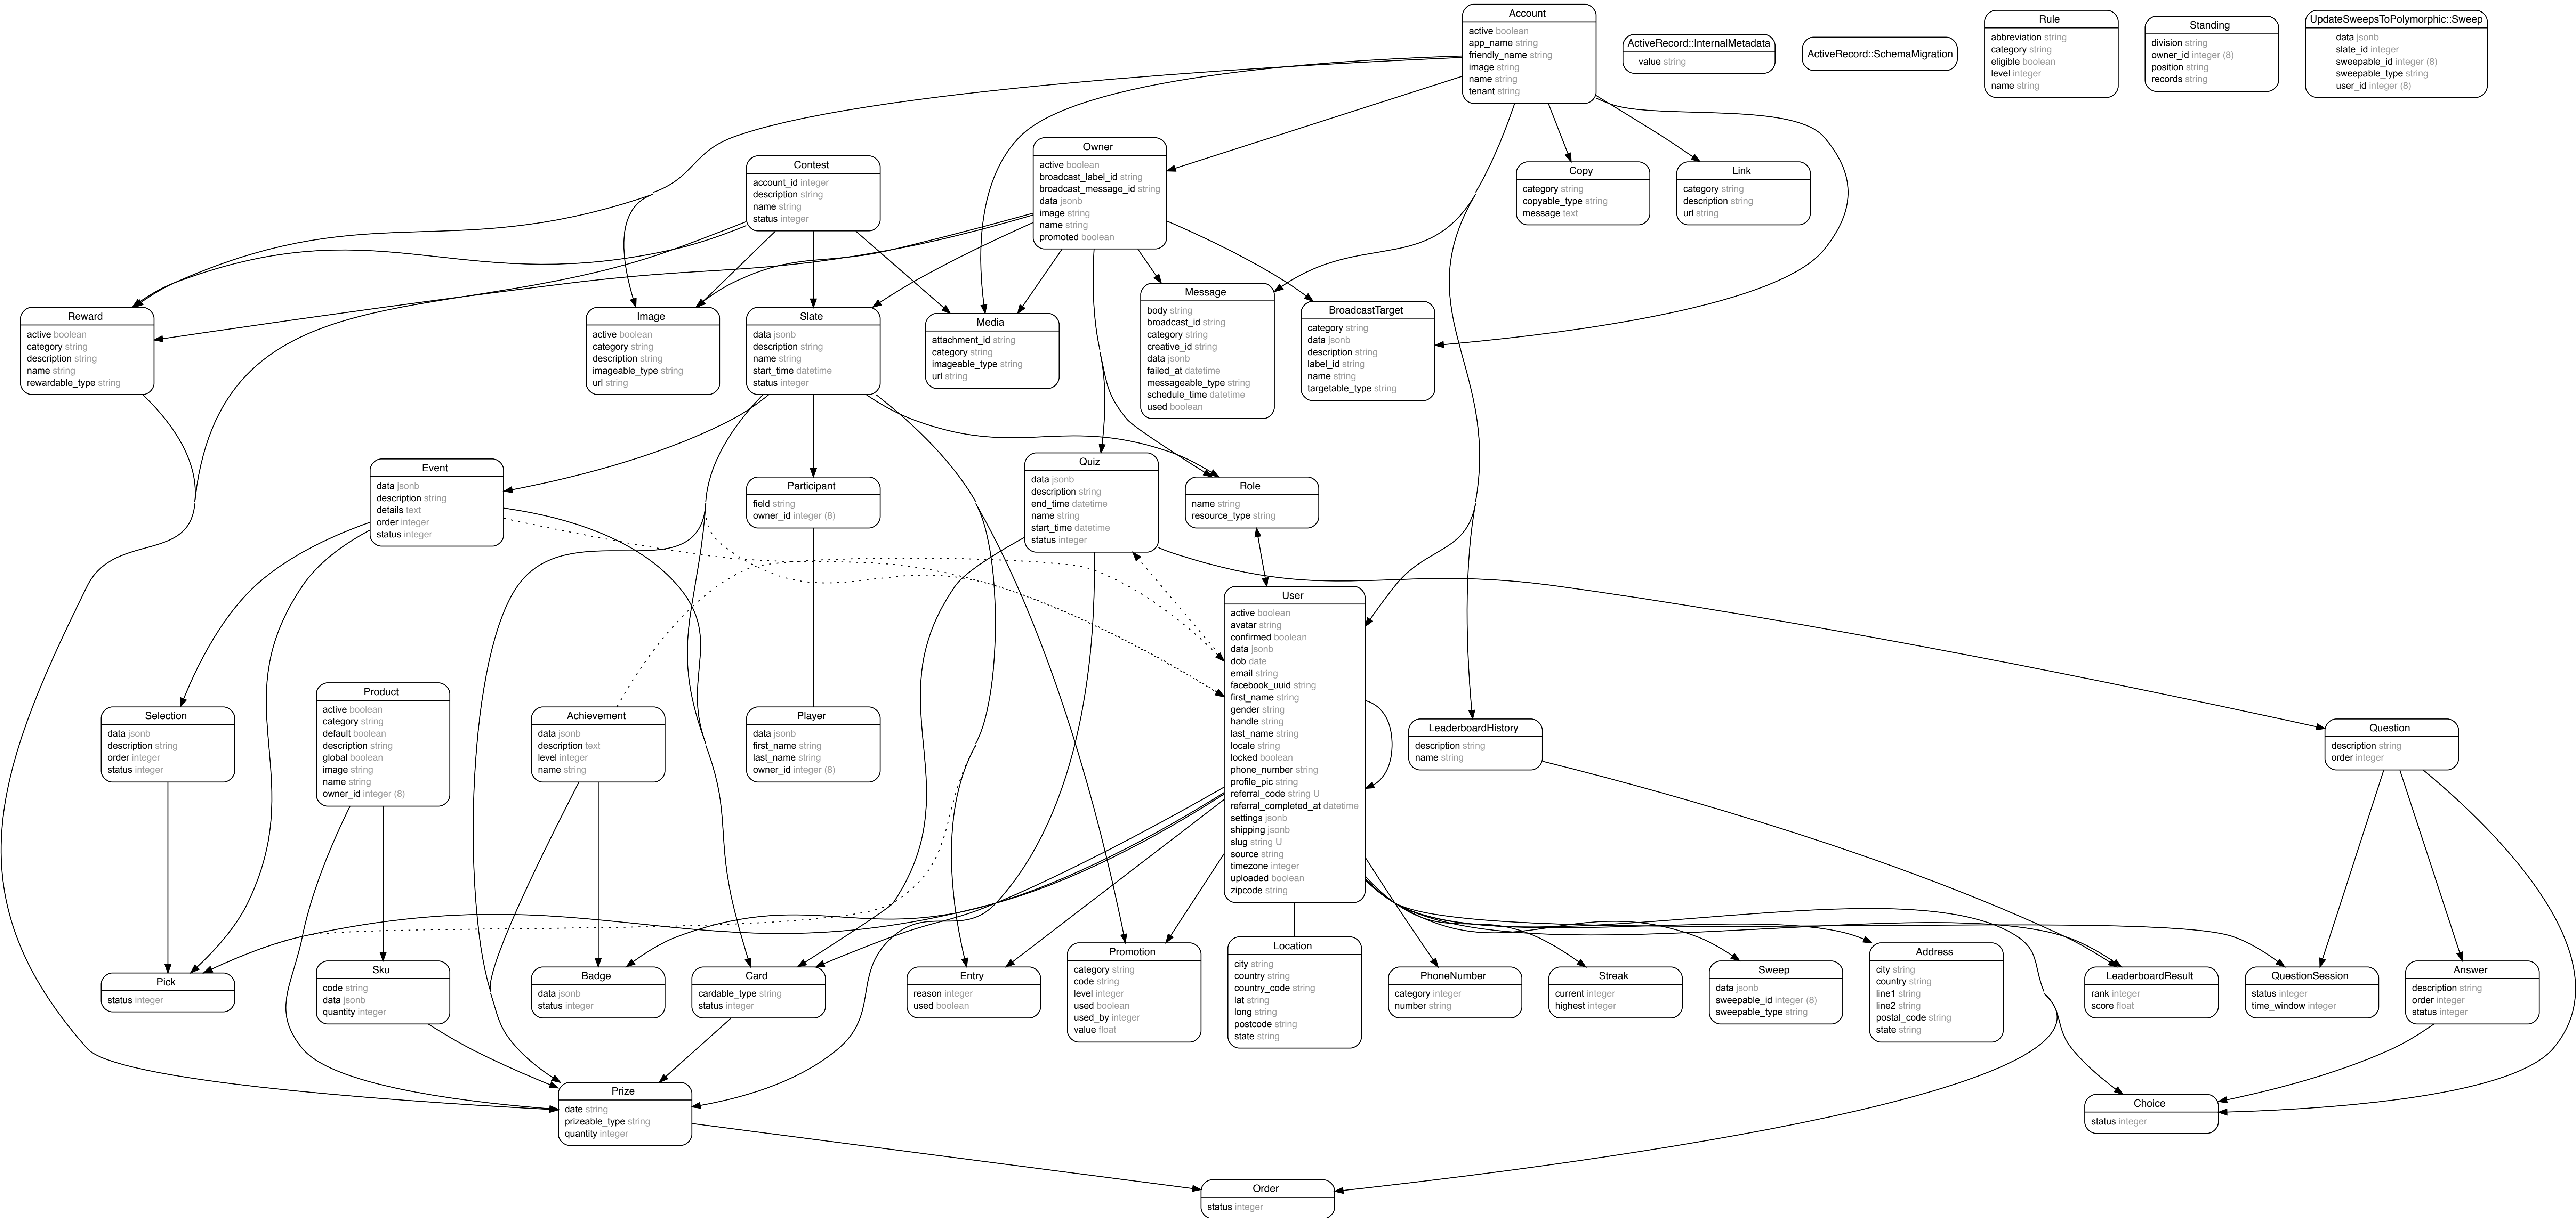 Account
active boolean
app_name string
friendly_name string
image string
name string
tenant string
ActiveRecord::InternalMetadata
value string
ActiveRecord::SchemaMigration
Rule
abbreviation string
category string
eligible boolean
level integer
name string
Standing
division string
owner_id integer (8)
position string
records string
UpdateSweepsToPolymorphic::Sweep
data jsonb
slate_id integer
sweepable_id integer (8)
sweepable_type string
user_id integer (8)
Contest
account_id integer
description string
name string
status integer
Owner
active boolean
broadcast_label_id string
broadcast_message_id string
data jsonb
image string
name string
promoted boolean
Copy
category string
copyable_type string
message text
Link
category string
description string
url string
Reward
active boolean
category string
description string
name string
rewardable_type string
Image
active boolean
category string
description string
imageable_type string
url string
Slate
data jsonb
description string
name string
start_time datetime
status integer
Media
attachment_id string
category string
imageable_type string
url string
Message
body string
broadcast_id string
category string
creative_id string
data jsonb
failed_at datetime
messageable_type string
schedule_time datetime
used boolean
BroadcastTarget
category string
data jsonb
description string
label_id string
name string
targetable_type string
Event
data jsonb
description string
details text
order integer
status integer
Participant
field string
owner_id integer (8)
Quiz
data jsonb
description string
end_time datetime
name string
start_time datetime
status integer
Role
name string
resource_type string
User
active boolean
avatar string
confirmed boolean
data jsonb
dob date
email string
facebook_uuid string
first_name string
gender string
handle string
last_name string
locale string
locked boolean
phone_number string
profile_pic string
referral_code string U
referral_completed_at datetime
settings jsonb
shipping jsonb
slug string U
source string
timezone integer
uploaded boolean
zipcode string
Selection
data jsonb
description string
order integer
status integer
Product
active boolean
category string
default boolean
description string
global boolean
image string
name string
owner_id integer (8)
Achievement
data jsonb
description text
level integer
name string
Player
data jsonb
first_name string
last_name string
owner_id integer (8)
LeaderboardHistory
description string
name string
Question
description string
order integer
Pick
status integer
Sku
code string
data jsonb
quantity integer
Badge
data jsonb
status integer
Card
cardable_type string
status integer
Entry
reason integer
used boolean
Promotion
category string
code string
level integer
used boolean
used_by integer
value float
Location
city string
country string
country_code string
lat string
long string
postcode string
state string
PhoneNumber
category integer
number string
Streak
current integer
highest integer
Sweep
data jsonb
sweepable_id integer (8)
sweepable_type string
Address
city string
country string
line1 string
line2 string
postal_code string
state string
LeaderboardResult
rank integer
score float
QuestionSession
status integer
time_window integer
Answer
description string
order integer
status integer
Prize
date string
prizeable_type string
quantity integer
Choice
status integer
Order
status integer